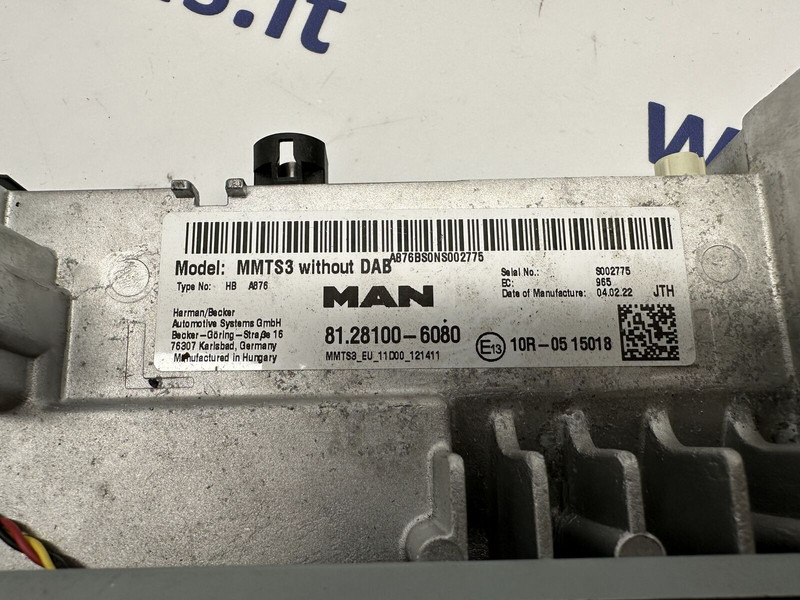 s.lt
w
A876BS0NS002775
Model: MMTS3 without DAB
Type No: HB A876
MAN
Serial No.: S002775
EC: 965
Date of Manufacture: 04.02.22 JTH
Harman/Becker
Automotive Systems GmbH
Becker-Göring-Straße 16
76307 Karlsbad, Germany
Manufactured in Hungary
81.28100-6080
MMTS3_EU_11D00_121411
E13 10R-05 15018